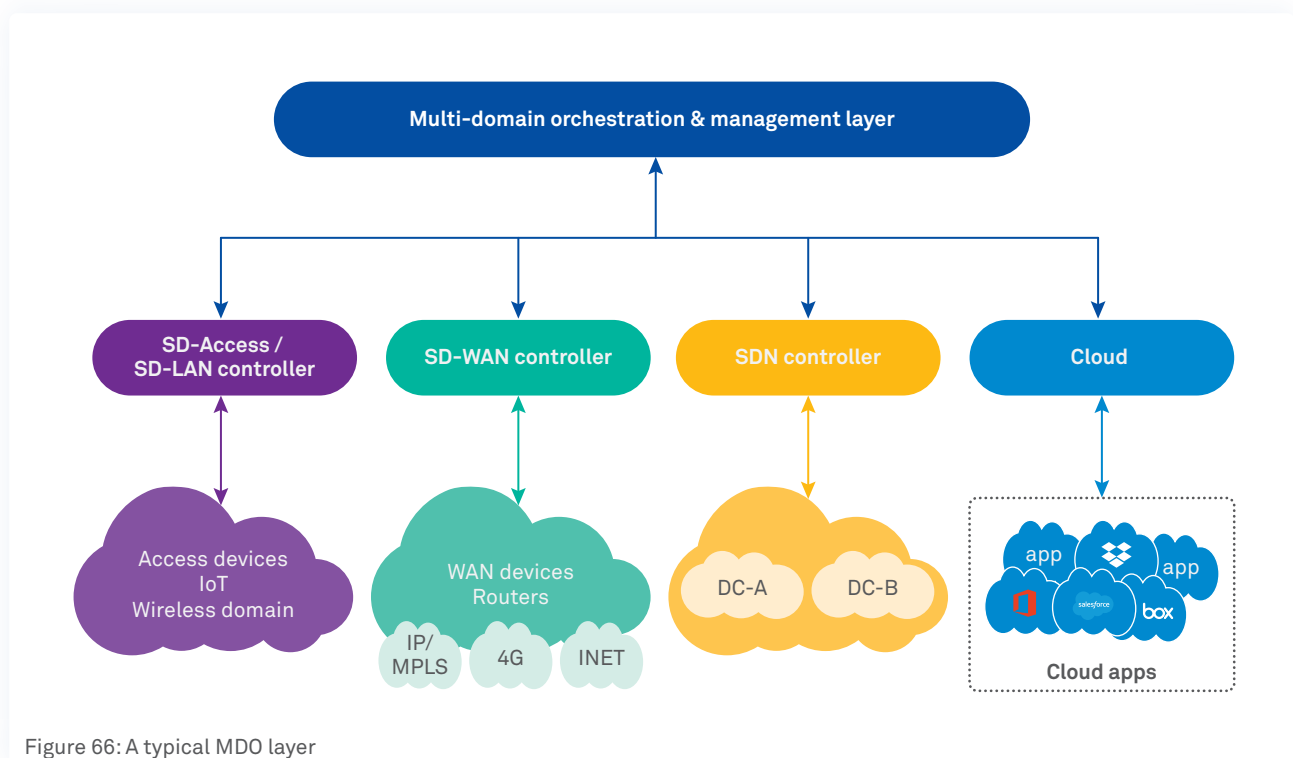 Multi-domain orchestration & management layer
SD-Access /
SD-LAN controller
SD-WAN controller
SDN controller
Cloud
Access devices
IoT
Wireless domain
WAN devices
Routers
IP/
MPLS
4G
INET
DC-A
DC-B
app
app
salesforce
box
Cloud apps
Figure 66: A typical MDO layer